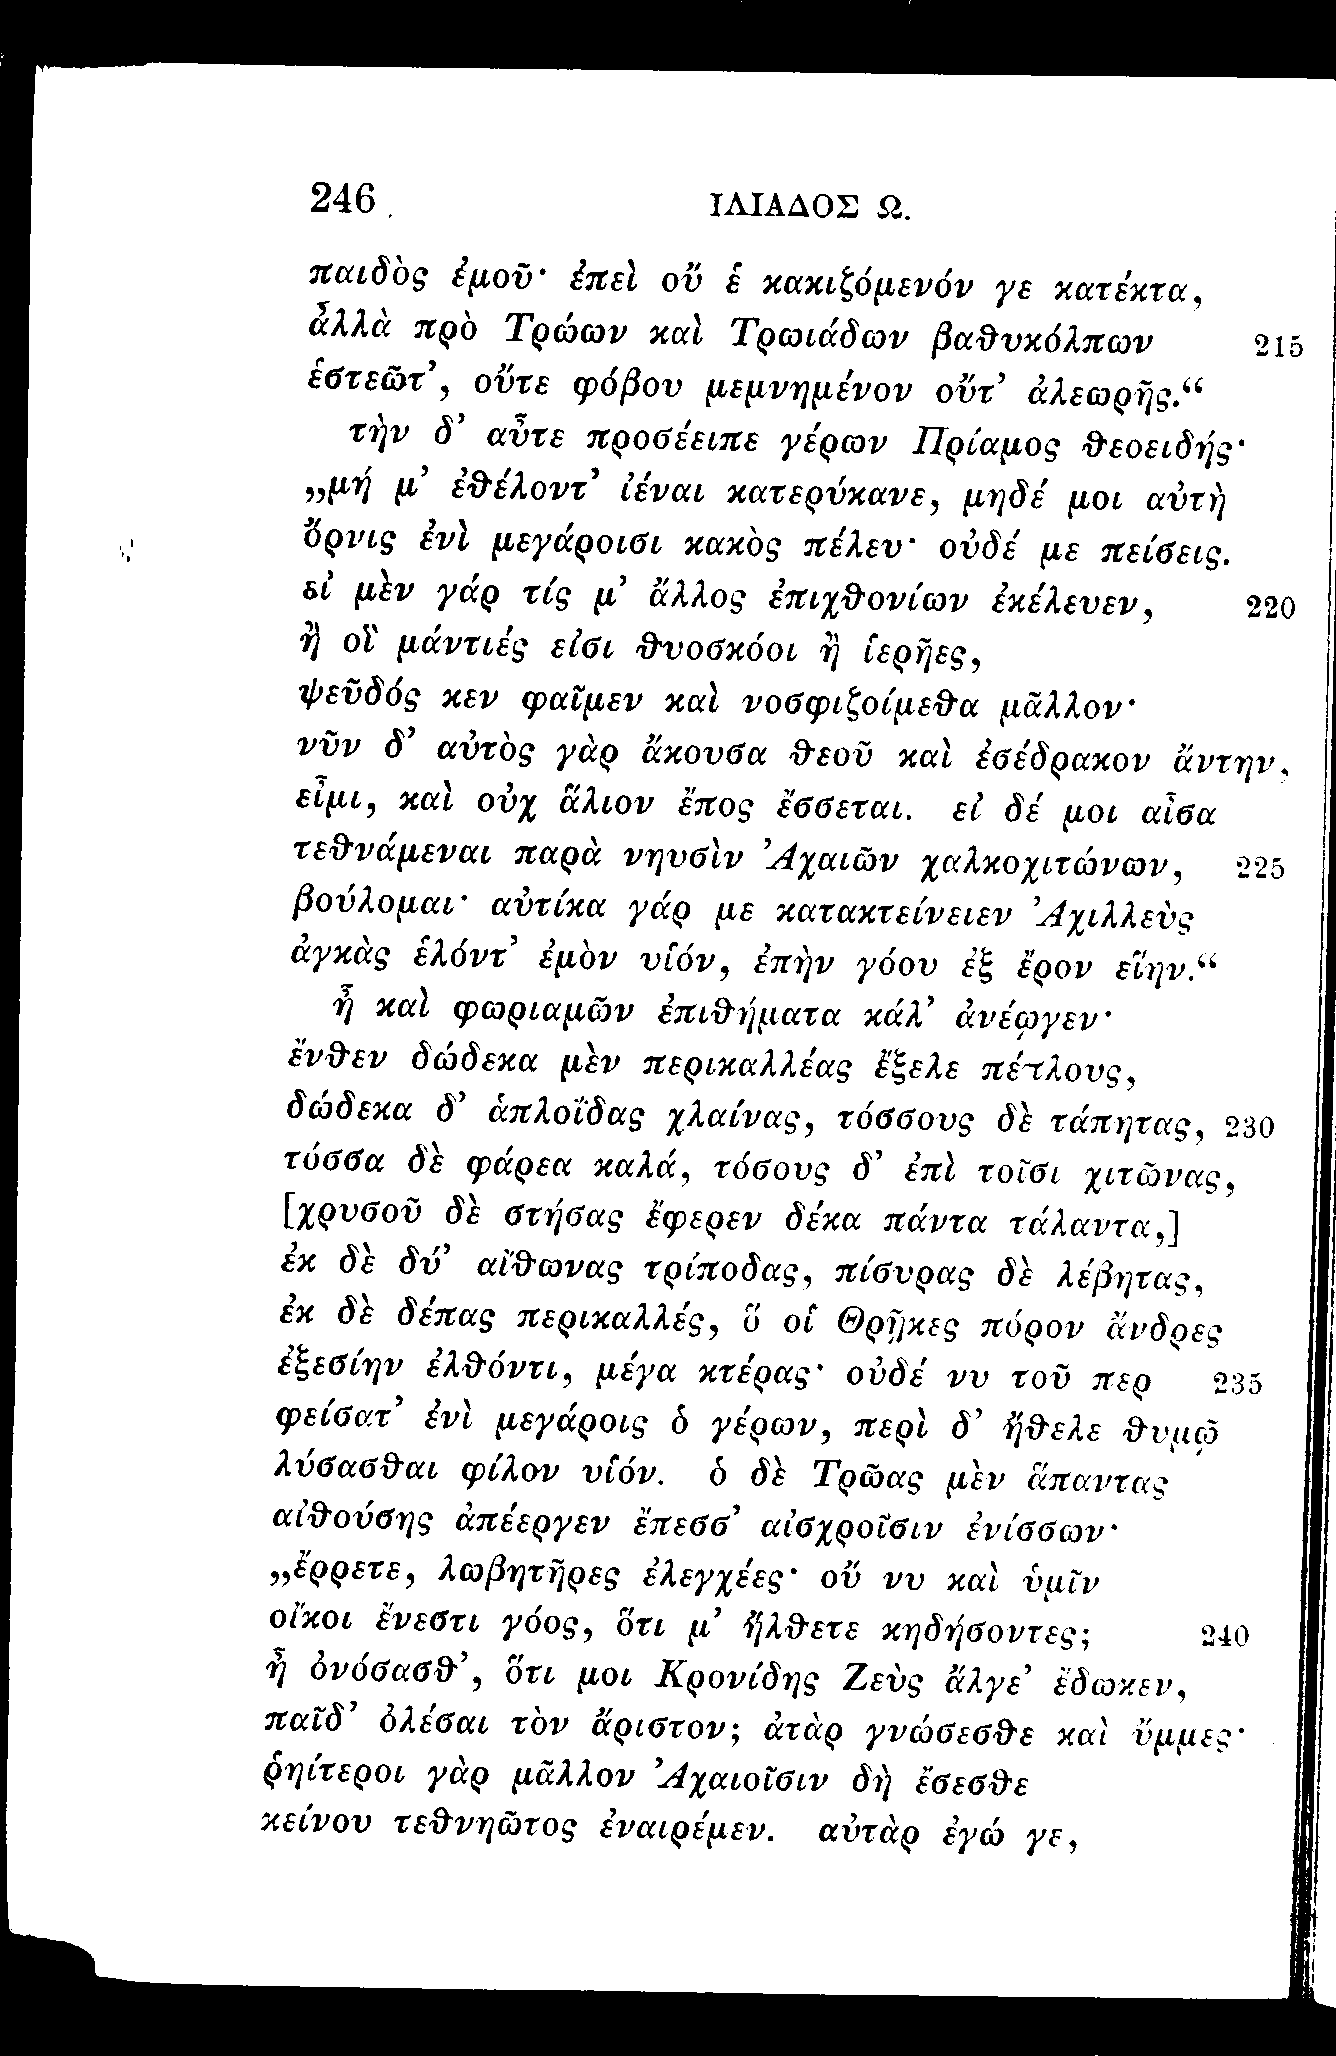 246 ΙΛΙΑΔΟΣ Ω.
παιδὸς ἐμοῦ· ἐπεὶ οὔ ἑ κακιζόμενόν γε κατέκτα,
ἀλλὰ πρὸ Τρώων καὶ Τρωιάδων βαθυκόλπων 215
ἑστεῶτ’, οὔτε φόβου μεμνημένον οὔτ’ ἀλεωρῆς.“
τὴν δ’ αὖτε προσέειπε γέρων Πρίαμος θεοειδής·
„μή μ’ ἐθέλοντ’ ἰέναι κατερύκανε, μηδέ μοι αὐτὴ
ὄρνις ἐνὶ μεγάροισι κακὸς πέλευ· οὐδέ με πείσεις.
εἰ μὲν γάρ τίς μ’ ἄλλος ἐπιχθονίων ἐκέλευεν, 220
ἢ οἳ μάντιές εἰσι θυοσκόοι ἢ ἱερῆες,
ψεῦδός κεν φαῖμεν καὶ νοσφιζοίμεθα μᾶλλον·
νῦν δ’ αὐτὸς γὰρ ἄκουσα θεοῦ καὶ ἐσέδρακον ἄντην,
εἶμι, καὶ οὐχ ἅλιον ἔπος ἔσσεται. εἰ δέ μοι αἶσα
τεθνάμεναι παρὰ νηυσὶν Ἀχαιῶν χαλκοχιτώνων, 225
βούλομαι· αὐτίκα γάρ με κατακτείνειεν Ἀχιλλεὺς
ἀγκὰς ἑλόντ’ ἐμὸν υἱόν, ἐπὴν γόου ἐξ ἔρον εἵην.“
ἦ καὶ φωριαμῶν ἐπιθήματα κάλ’ ἀνέῳγεν·
ἔνθεν δώδεκα μὲν περικαλλέας ἔξελε πέπλους,
δώδεκα δ’ ἁπλοΐδας χλαίνας, τόσσους δὲ τάπητας, 230
τόσσα δὲ φάρεα καλά, τόσους δ’ ἐπὶ τοῖσι χιτῶνας,
[χρυσοῦ δὲ στήσας ἔφερεν δέκα πάντα τάλαντα,]
ἐκ δὲ δύ’ αἴθωνας τρίποδας, πίσυρας δὲ λέβητας,
ἐκ δὲ δέπας περικαλλές, ὅ οἱ Θρῇκες πόρον ἄνδρες
ἐξεσίην ἐλθόντι, μέγα κτέρας· οὐδέ νυ τοῦ περ 235
φείσατ’ ἐνὶ μεγάροις ὁ γέρων, περὶ δ’ ἤθελε θυμῷ
λύσασθαι φίλον υἱόν. ὁ δὲ Τρῶας μὲν ἅπαντας
αἰθούσης ἀπέεργεν ἔπεσσ’ αἰσχροῖσιν ἐνίσσων·
„ἔρρετε, λωβητῆρες ἐλεγχέες· οὔ νυ καὶ ὑμῖν
οἴκοι ἔνεστι γόος, ὅτι μ’ ἤλθετε κηδήσοντες; 240
ἦ ὀνόσασθ’, ὅτι μοι Κρονίδης Ζεὺς ἄλγε’ ἔδωκεν,
παῖδ’ ὀλέσαι τὸν ἄριστον; ἀτὰρ γνώσεσθε καὶ ὔμμες·
ῥηίτεροι γὰρ μᾶλλον Ἀχαιοῖσιν δὴ ἔσεσθε
κείνου τεθνηῶτος ἐναιρέμεν. αὐτὰρ ἐγώ γε,